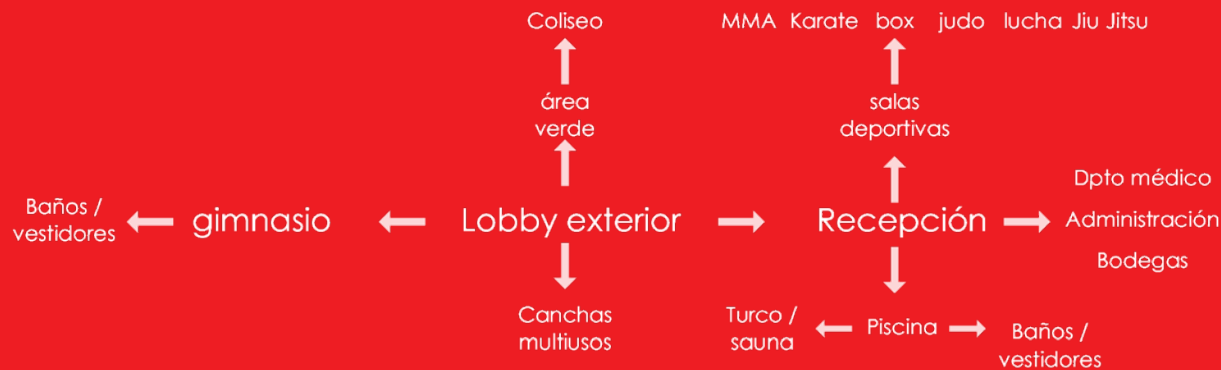 Coliseo
MMA Karate box judo lucha Jiu Jitsu
área
verde
salas
deportivas
Baños /
vestidores
gimnasio
Lobby exterior
Recepción
Dpto médico
Administración
Bodegas
Canchas
multiusos
Turco /
sauna
Piscina
Baños /
vestidores